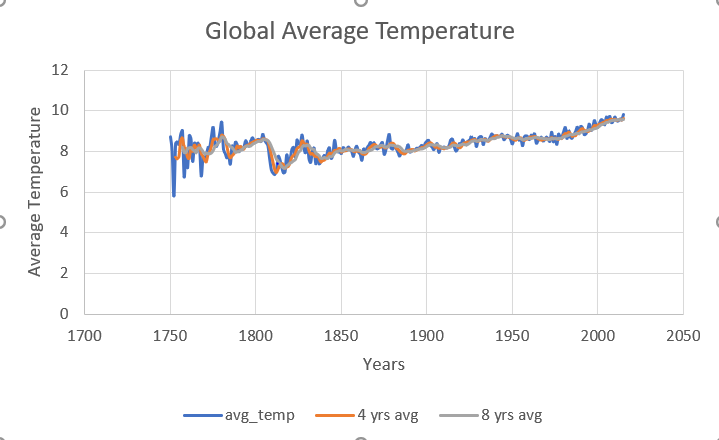 Global Average Temperature
12
10
8
6
4
2
0
Average Temperature
1700 1750 1800 1850 1900 1950 2000 2050
Years
avg_temp 4 yrs avg 8 yrs avg